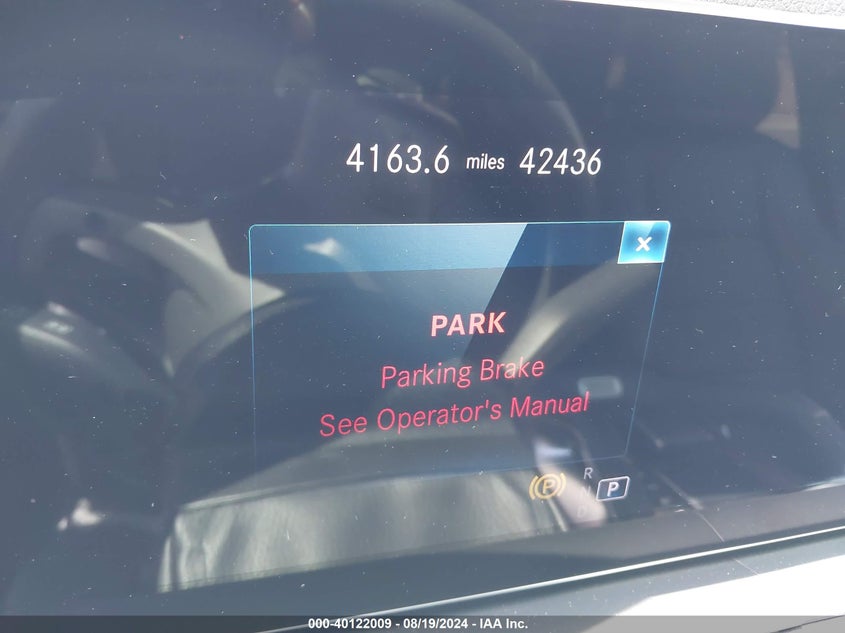 4163.6 miles 42436
×
PARK
Parking Brake
See Operator's Manual
R
N
D
(P) P
000-40122009 - 08/19/2024 - IAA Inc.